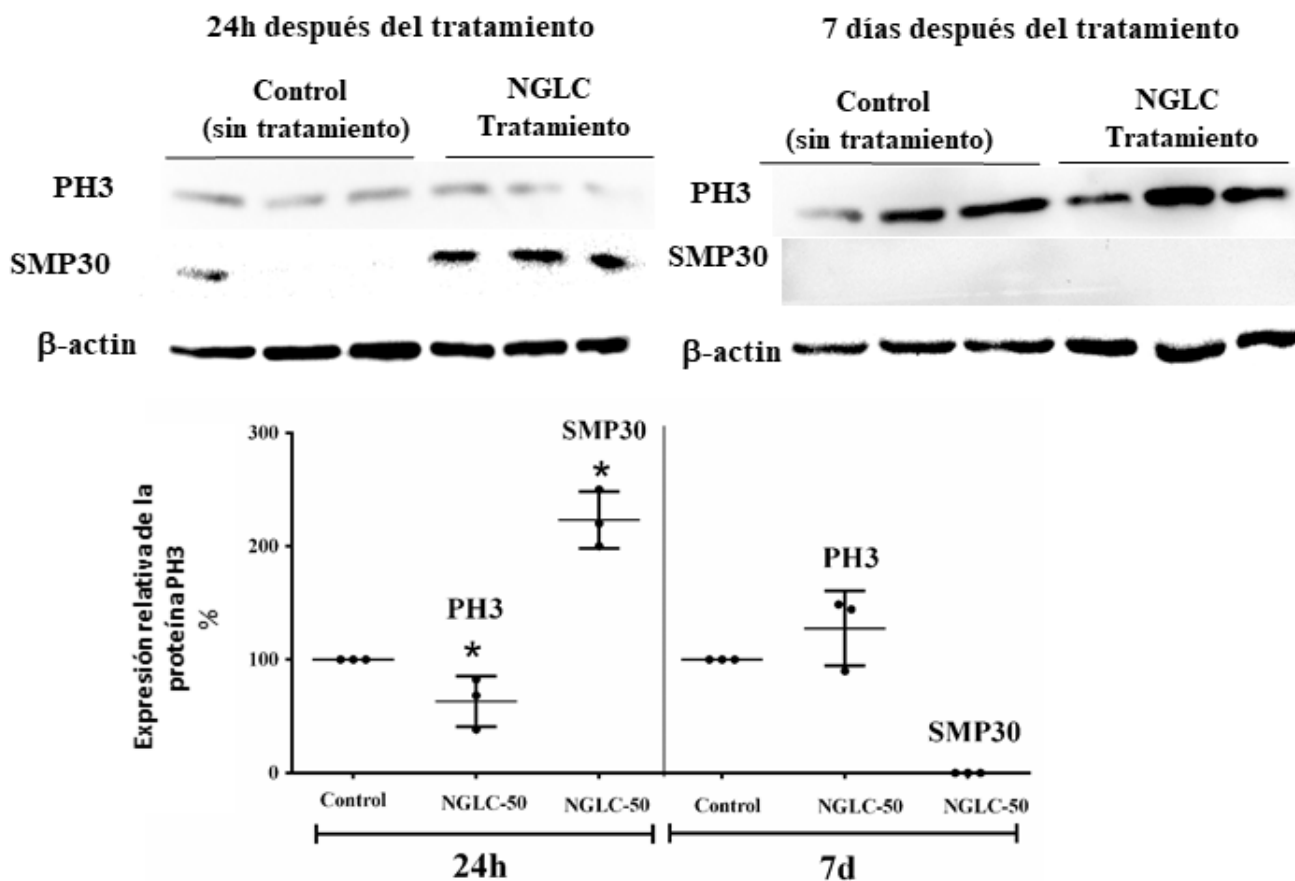 24h después del tratamiento
7 días después del tratamiento
Control
(sin tratamiento)
NGLC
Tratamiento
Control
(sin tratamiento)
NGLC
Tratamiento
PH3
PH3
SMP30
SMP30
β-actin
β-actin
Expresión relativa de la
proteína PH3
%
300
200
100
0
PH3
*
SMP30
*
PH3
SMP30
Control
NGLC-50
NGLC-50
Control
NGLC-50
NGLC-50
24h
7d